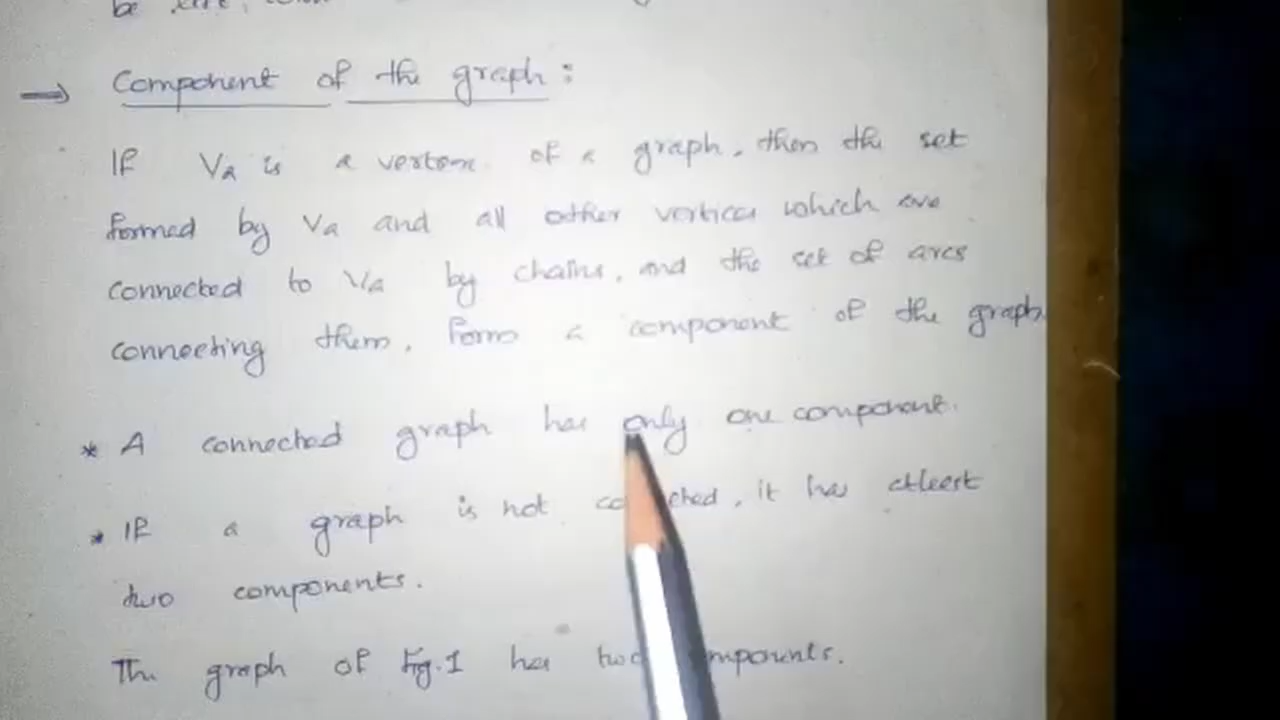 → Component of the graph :
If Va is a vertex of a graph, then the set
formed by Va and all other vertices which are
connected to Va by chains, and the set of arcs
connecting them, form a component of the graph
* A connected graph has only one component.
* If a graph is not , it has atleast
two components.
The graph of Fig.1 has two